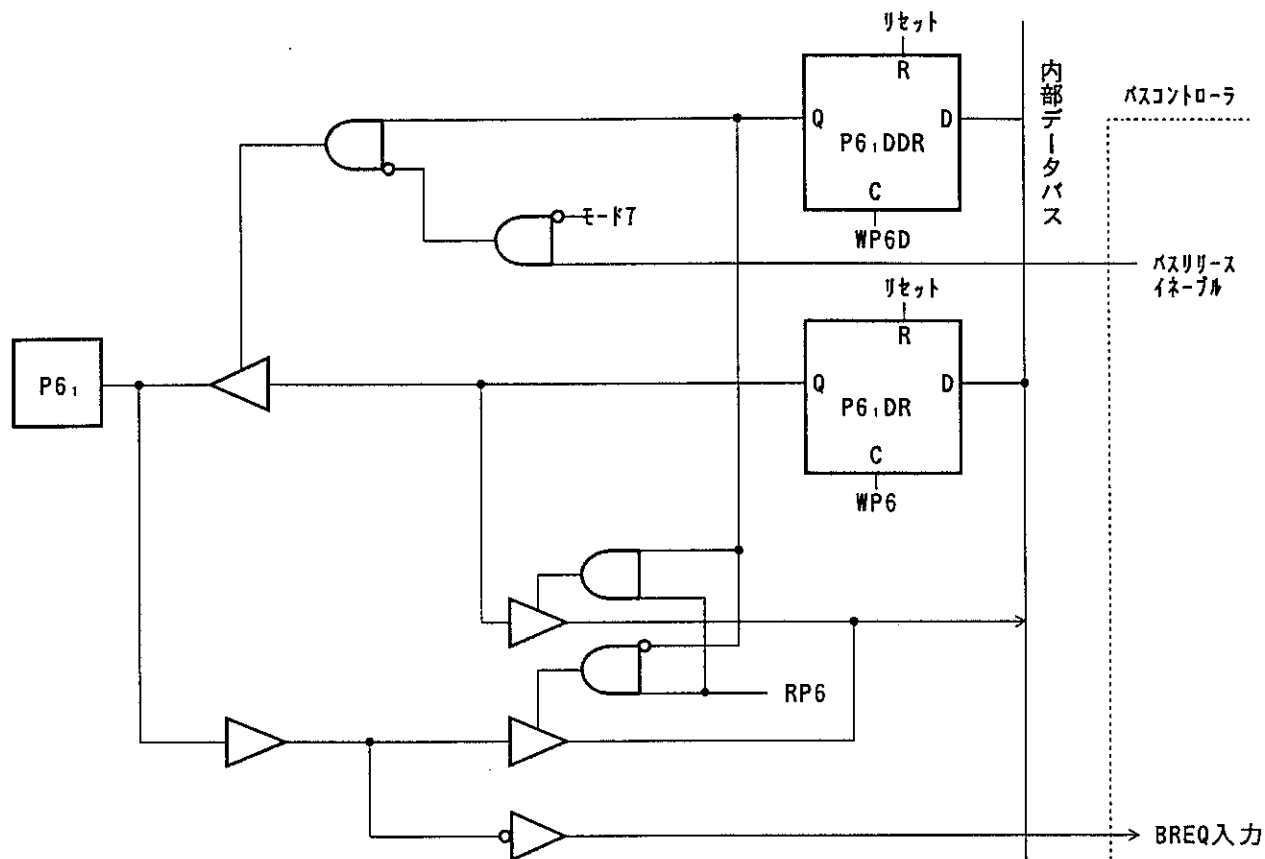 リセット
R
Q
D
P6₁DDR
C
WP6D
内部データバス
バスコントローラ
モード7
バスリリース
イネーブル
リセット
R
P6₁
Q
D
P6₁DR
C
WP6
RP6
BREQ入力